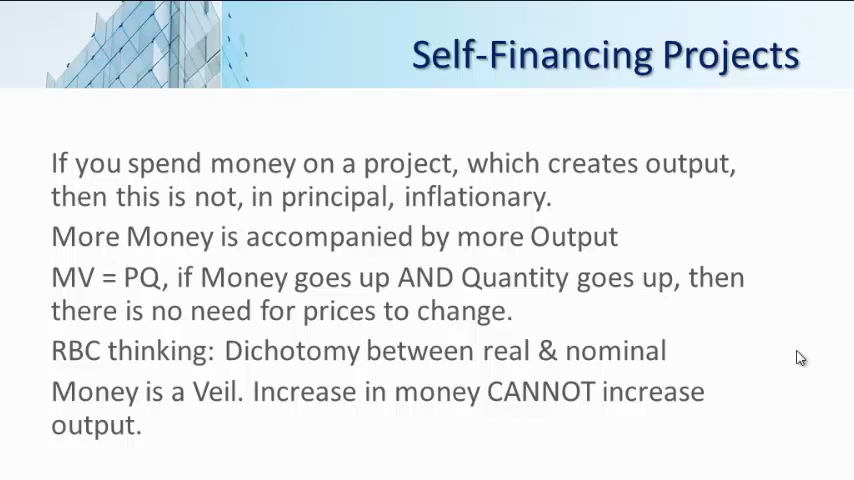 Self-Financing Projects
If you spend money on a project, which creates output,
then this is not, in principal, inflationary.
More Money is accompanied by more Output
MV = PQ, if Money goes up AND Quantity goes up, then
there is no need for prices to change.
RBC thinking: Dichotomy between real & nominal
Money is a Veil. Increase in money CANNOT increase
output.